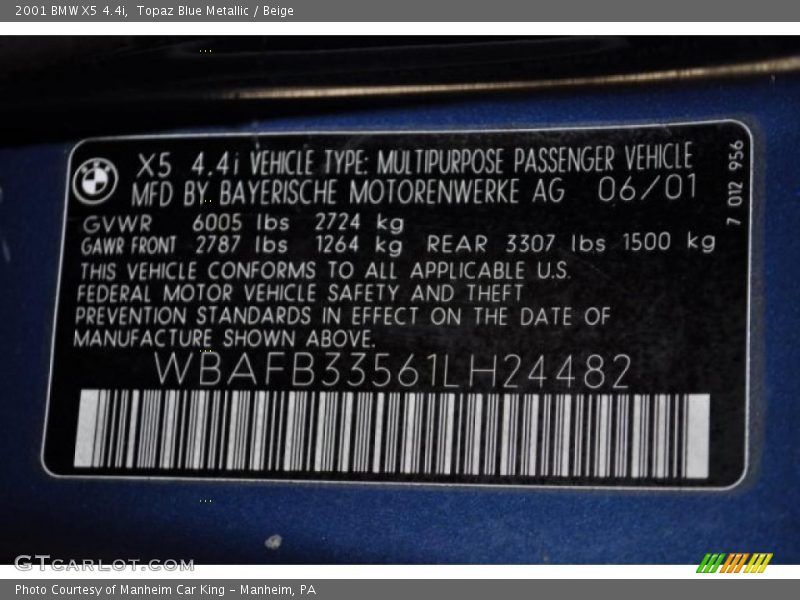 2001 BMW X5 4.4i, Topaz Blue Metallic / Beige
X5 4.4i VEHICLE TYPE: MULTIPURPOSE PASSENGER VEHICLE
MFD BY BAYERISCHE MOTORENWERKE AG 06/01
7 012 956
GVWR 6005 lbs 2724 kg
GAWR FRONT 2787 lbs 1264 kg REAR 3307 lbs 1500 kg
THIS VEHICLE CONFORMS TO ALL APPLICABLE U.S.
FEDERAL MOTOR VEHICLE SAFETY AND THEFT
PREVENTION STANDARDS IN EFFECT ON THE DATE OF
MANUFACTURE SHOWN ABOVE.
WBAFB33561LH24482
GTCARLOT.COM
Photo Courtesy of Manheim Car King - Manheim, PA